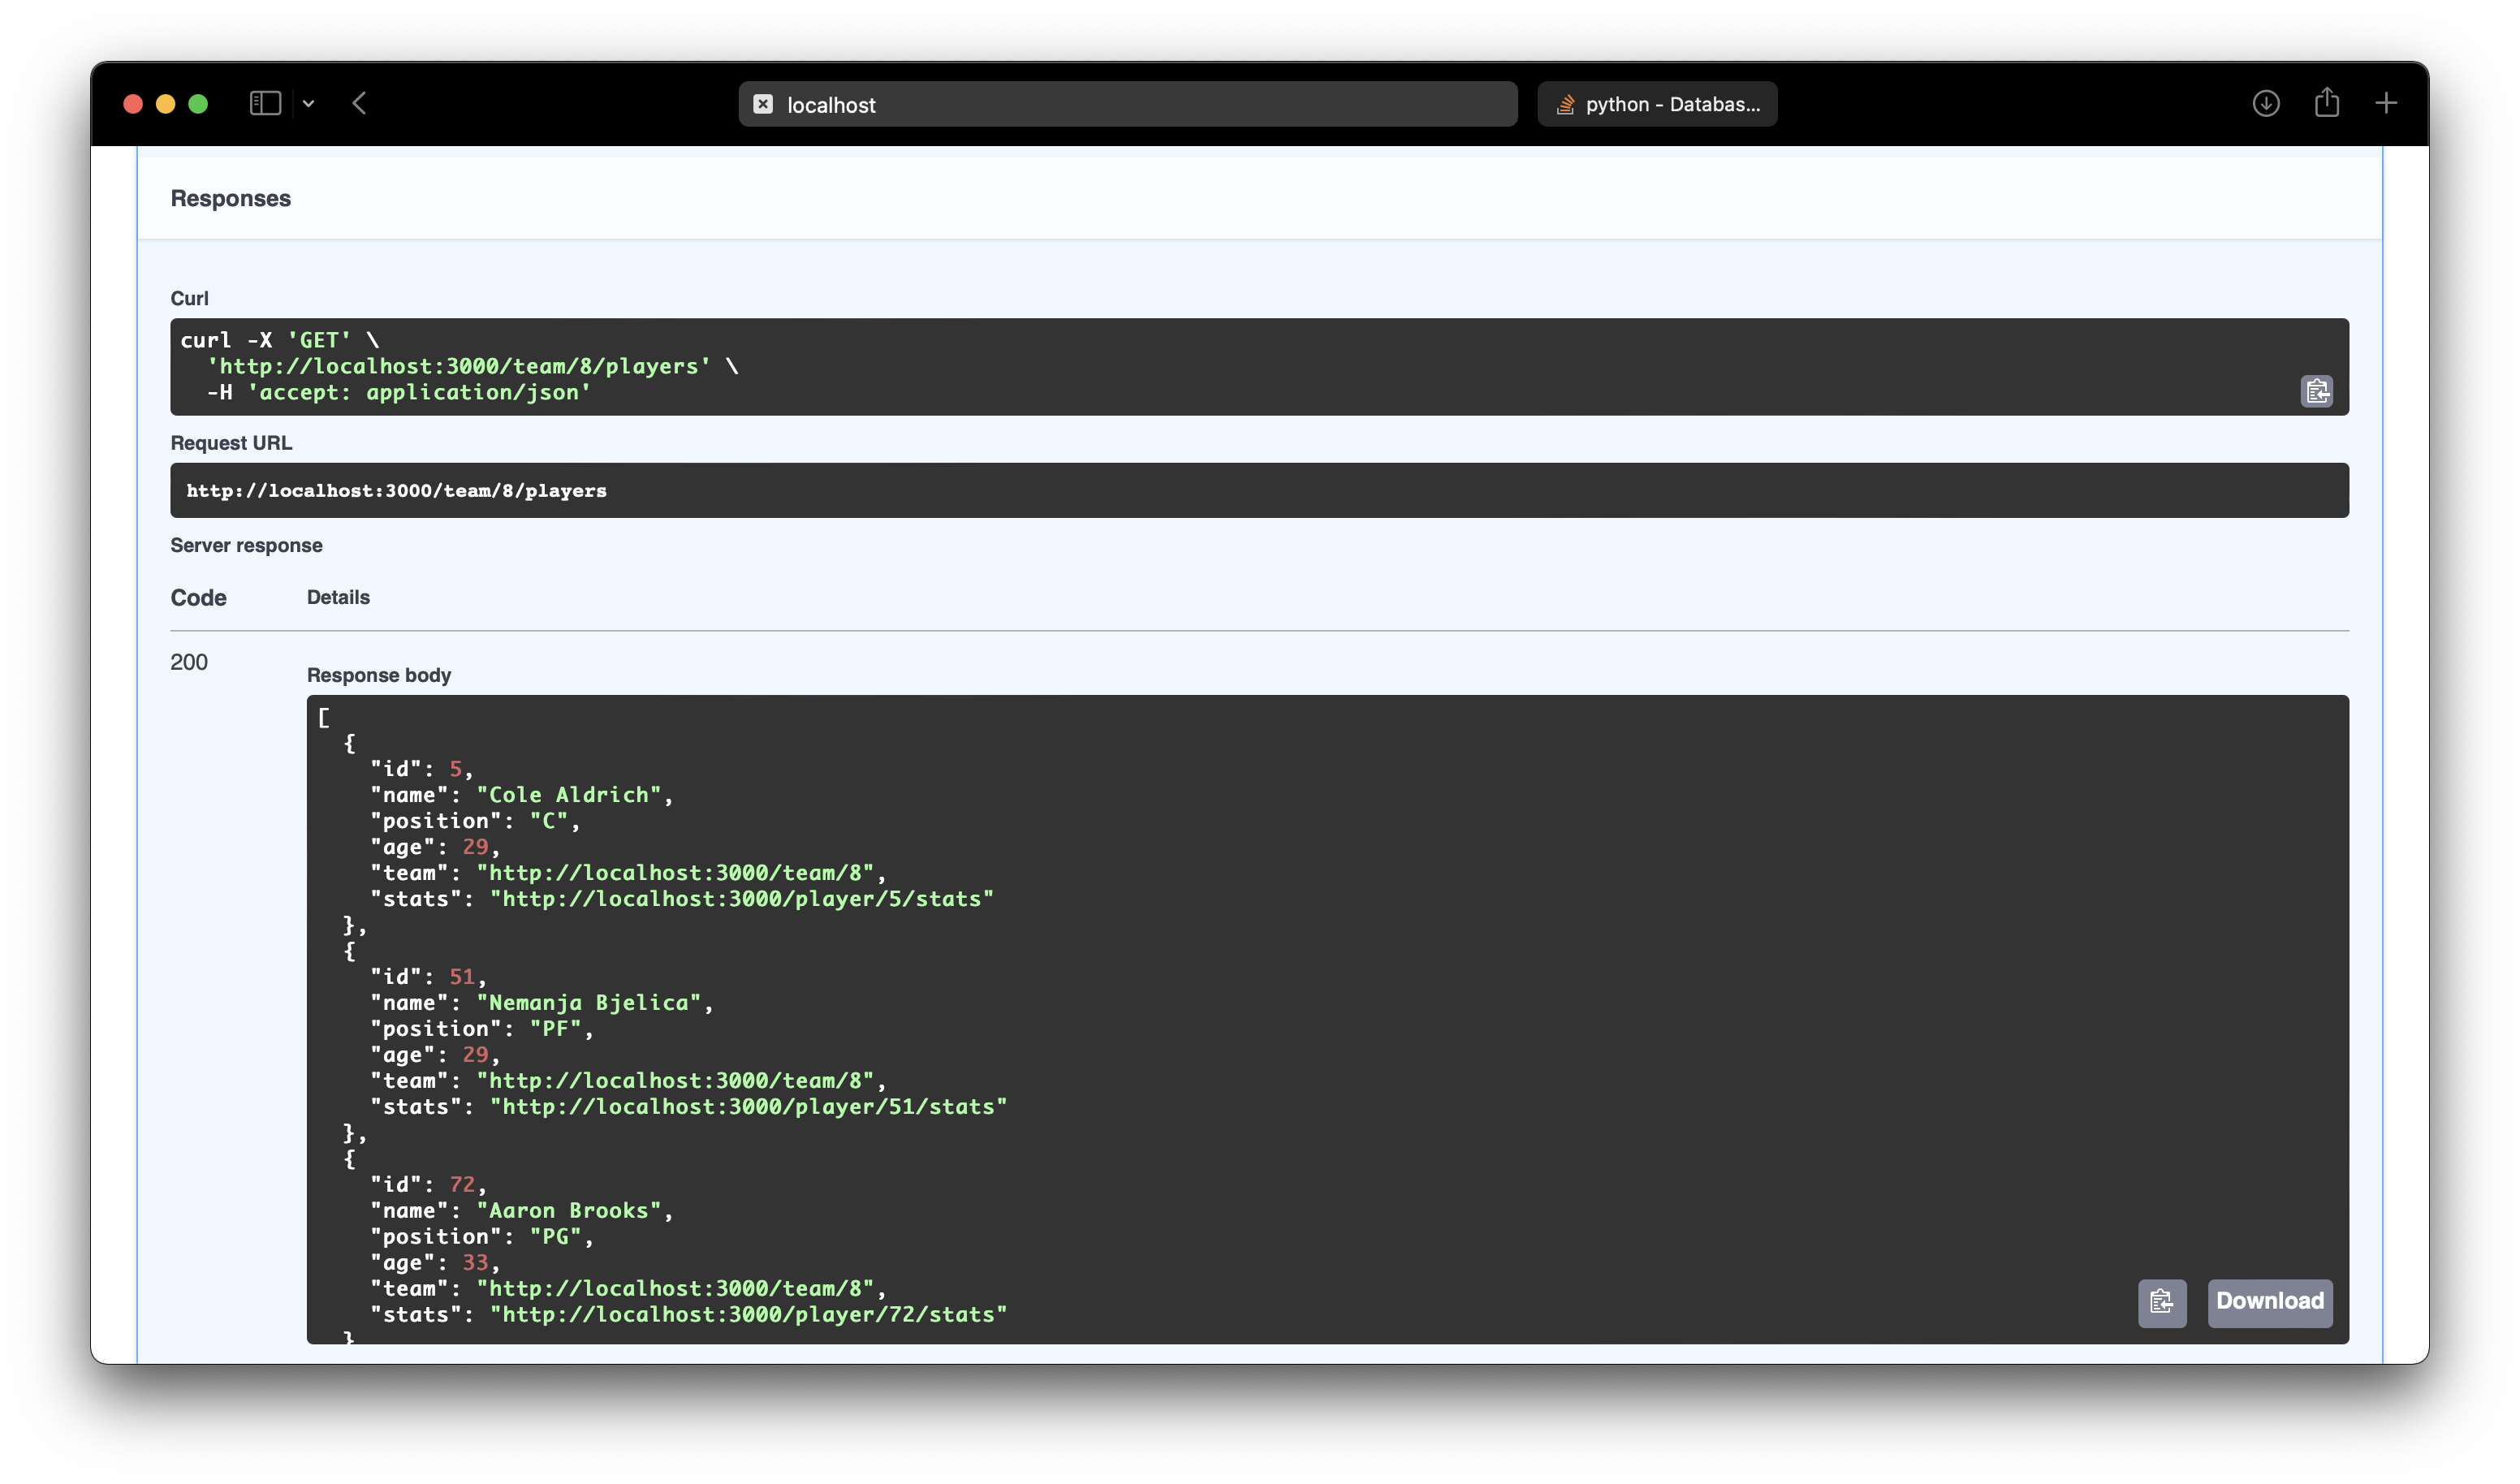 localhost
python - Databas...
Responses
Curl
curl -X 'GET' \
  'http://localhost:3000/team/8/players' \
  -H 'accept: application/json'
Request URL
http://localhost:3000/team/8/players
Server response
Code Details
200
Response body
[
  {
    "id": 5,
    "name": "Cole Aldrich",
    "position": "C",
    "age": 29,
    "team": "http://localhost:3000/team/8",
    "stats": "http://localhost:3000/player/5/stats"
  },
  {
    "id": 51,
    "name": "Nemanja Bjelica",
    "position": "PF",
    "age": 29,
    "team": "http://localhost:3000/team/8",
    "stats": "http://localhost:3000/player/51/stats"
  },
  {
    "id": 72,
    "name": "Aaron Brooks",
    "position": "PG",
    "age": 33,
    "team": "http://localhost:3000/team/8",
    "stats": "http://localhost:3000/player/72/stats"
  }
Download